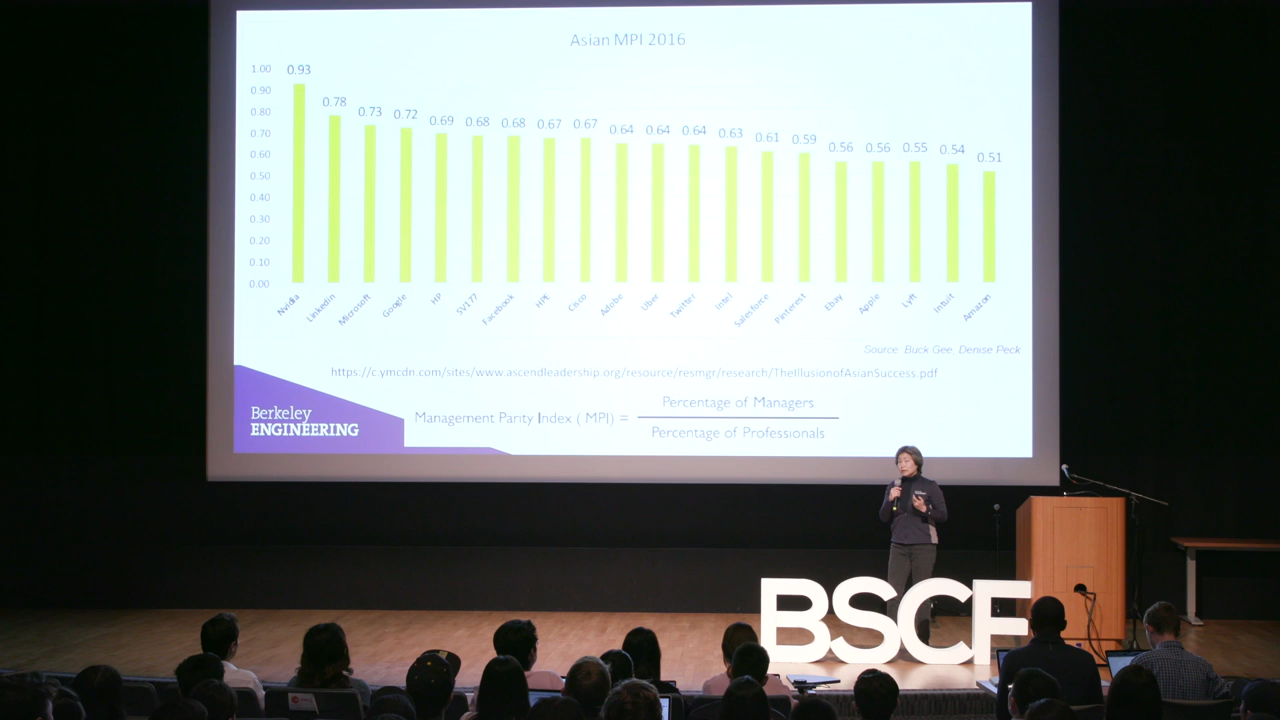 Asian MPI 2016
1.00
0.90
0.80
0.70
0.60
0.50
0.40
0.30
0.20
0.10
0.00
0.93 0.78 0.73 0.72 0.69 0.68 0.68 0.67 0.67 0.64 0.64 0.64 0.63 0.61 0.59 0.56 0.56 0.55 0.54 0.51
Nvidia LinkedIn Microsoft Google HP SV177 Facebook HPE Cisco Adobe Uber Twitter Intel Salesforce Pinterest Ebay Apple Lyft Intuit Amazon
Source: Buck Gee, Denise Peck
https://c.ymcdn.com/sites/www.ascendleadership.org/resource/resmgr/research/TheIllusionofAsianSuccess.pdf
Berkeley
ENGINEERING
Management Parity Index ( MPI) =
Percentage of Managers
Percentage of Professionals
BSCF